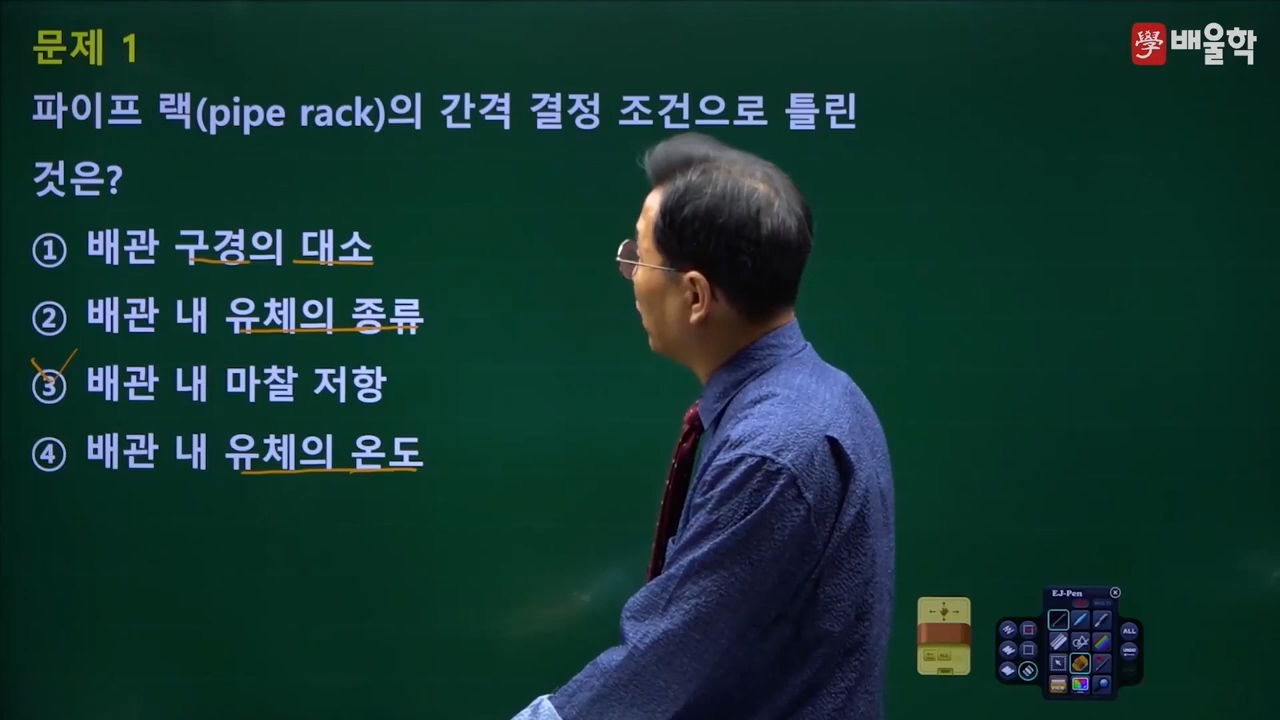 문제 1
學 배울학
파이프 랙(pipe rack)의 간격 결정 조건으로 틀린
것은?
① 배관 구경의 대소
② 배관 내 유체의 종류
③ 배관 내 마찰 저항
④ 배관 내 유체의 온도
EJ-Pen
ALL